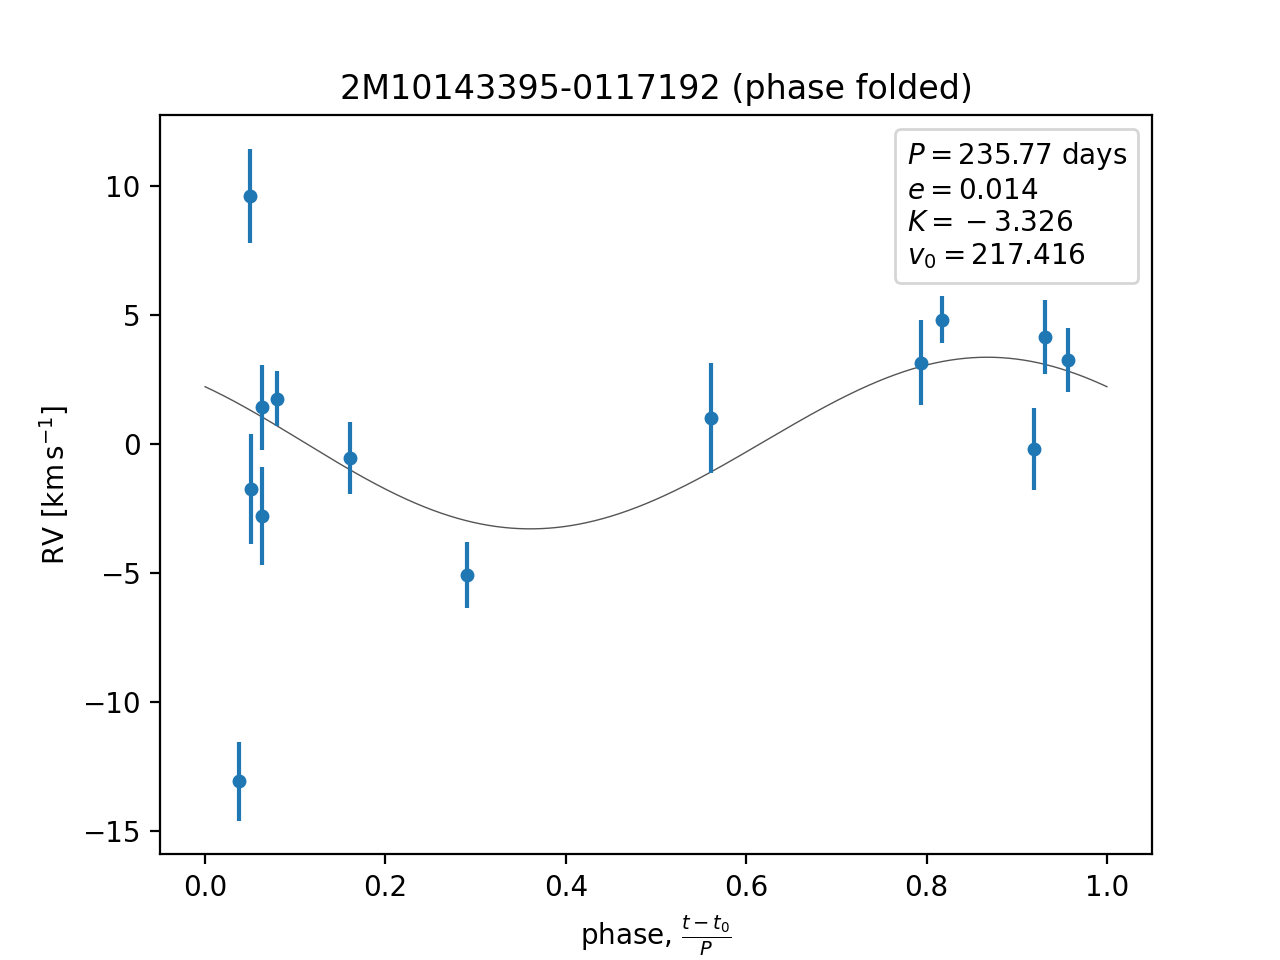 2M10143395-0117192 (phase folded)
P = 235.77 days
e = 0.014
K = −3.326
v₀ = 217.416
10
5
0
−5
−10
−15
RV [km s⁻¹]
0.0 0.2 0.4 0.6 0.8 1.0
phase, (t − t₀)/P